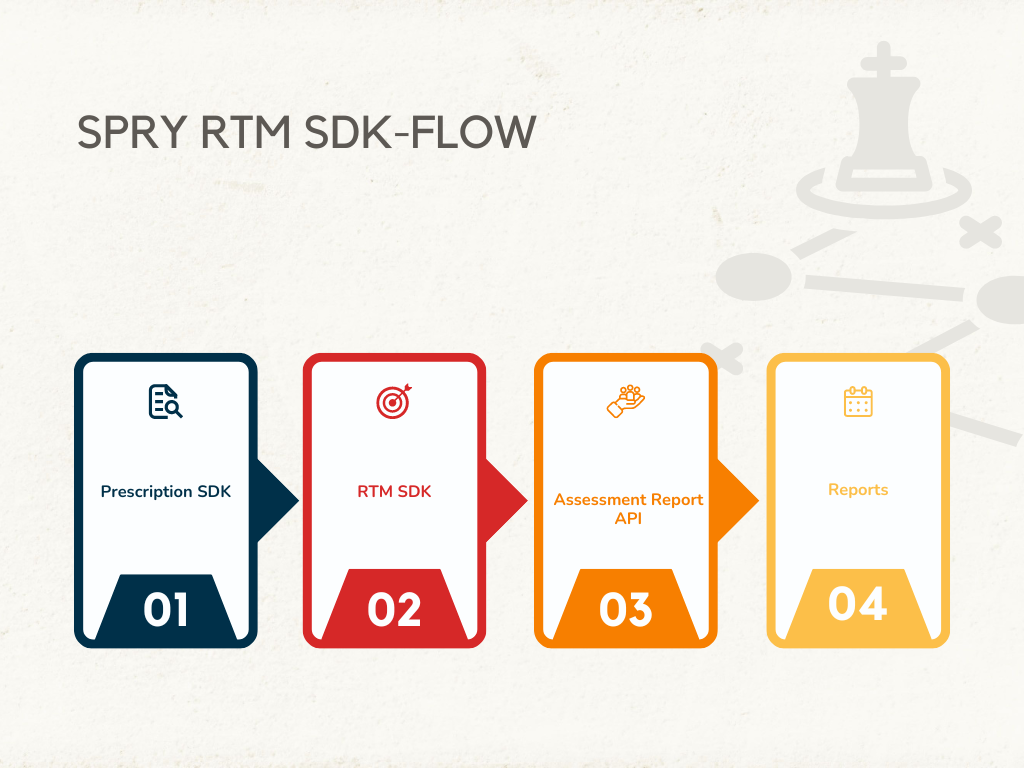 SPRY RTM SDK-FLOW
Prescription SDK
01
RTM SDK
02
Assessment Report
API
03
Reports
04